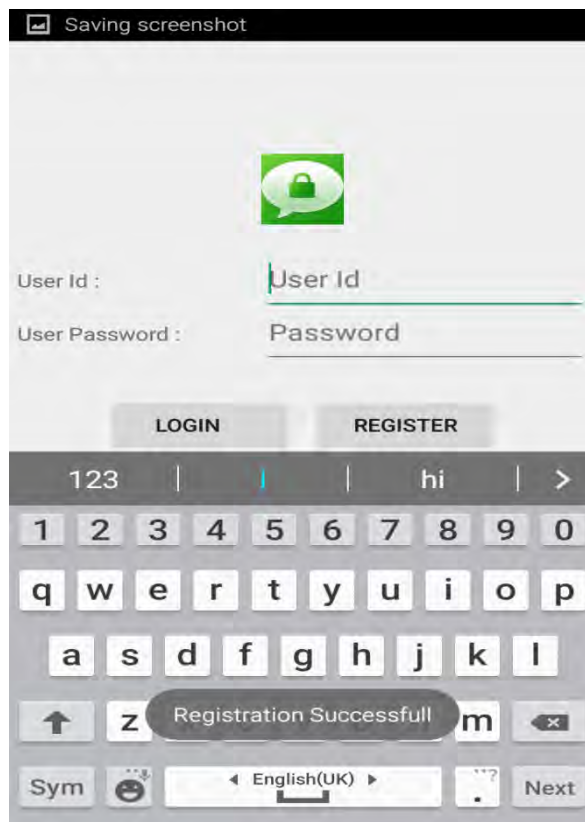 Saving screenshot
User Id :
User Id
User Password :
Password
LOGIN REGISTER
123 I hi >
1 2 3 4 5 6 7 8 9 0
q w e r t y u i o p
a s d f g h j k l
z m
Registration Successfull
Sym English(UK) . ? Next